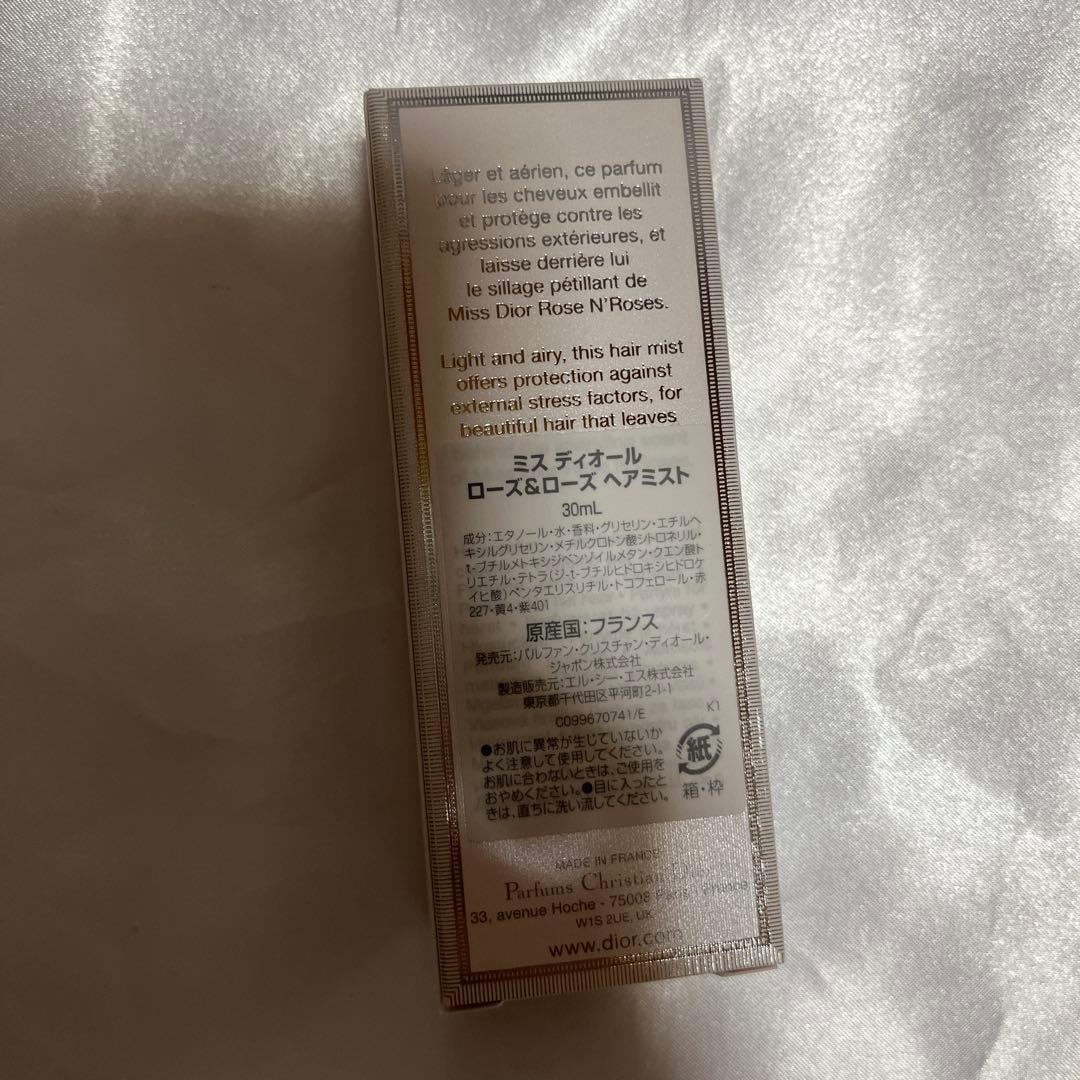 Léger et aérien, ce parfum
pour les cheveux embellit
et protège contre les
agressions extérieures, et
laisse derrière lui
le sillage pétillant de
Miss Dior Rose N'Roses.
Light and airy, this hair mist
offers protection against
external stress factors, for
beautiful hair that leaves
ミス ディオール
ローズ&ローズ ヘアミスト
30mL
成分:エタノール・水・香料・グリセリン・エチルヘ
キシルグリセリン・メチルクロトン酸シトロネリル・
t-ブチルメトキシジベンゾイルメタン・クエン酸ト
リエチル・テトラ(ジ-t-ブチルヒドロキシヒドロケ
イヒ酸)ペンタエリスリチル・トコフェロール・赤
227・黄4・紫401
原産国:フランス
発売元:パルファン・クリスチャン・ディオール・
ジャポン株式会社
製造販売元:エル・シー・エス株式会社
東京都千代田区平河町2-1-1
C099670741/E
K1
●お肌に異常が生じていないか
よく注意して使用してください。
お肌に合わないときは、ご使用を
おやめください。●目に入ったと
きは、直ちに洗い流してください。
紙
箱・枠
MADE IN FRANCE
Parfums Christian Dior
33, avenue Hoche - 75008 Paris - France
W1S 2UE, UK
www.dior.com